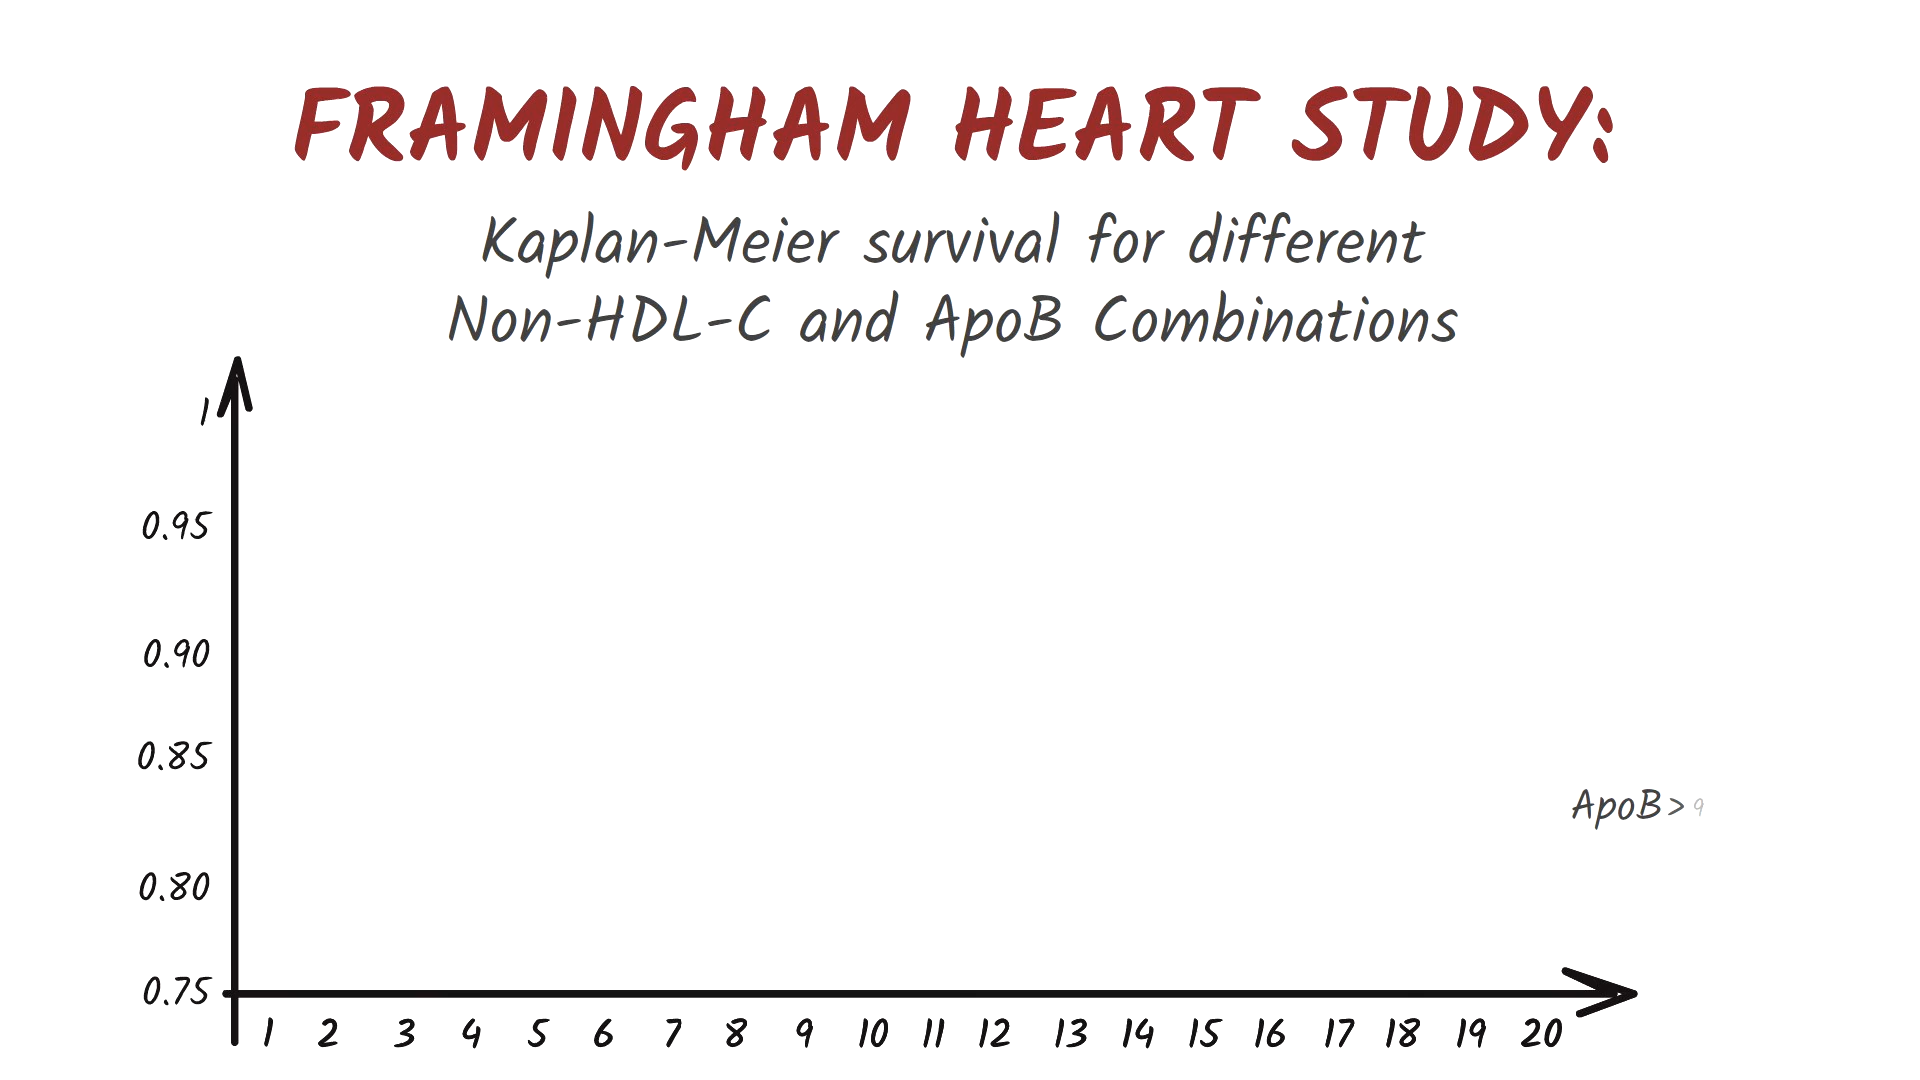 FRAMINGHAM HEART STUDY:
Kaplan-Meier survival for different
Non-HDL-C and ApoB Combinations
1
0.95
0.90
0.85
ApoB> 9
0.80
0.75
1 2 3 4 5 6 7 8 9 10 11 12 13 14 15 16 17 18 19 20